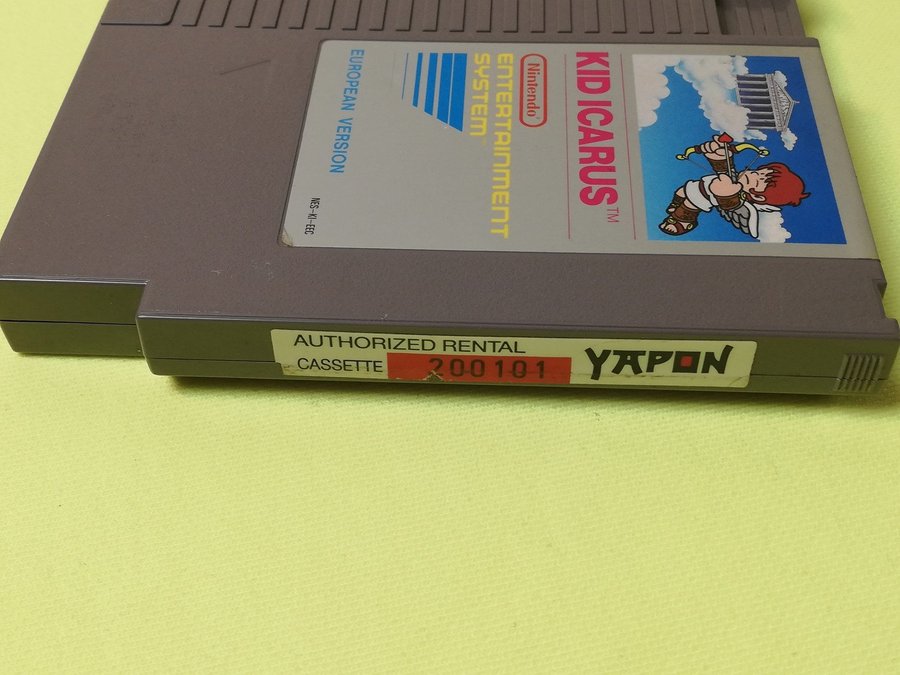 KID ICARUS™
Nintendo®
ENTERTAINMENT
SYSTEM™
EUROPEAN VERSION
NES-KI-EEC
AUTHORIZED RENTAL
CASSETTE 200101 YAPON